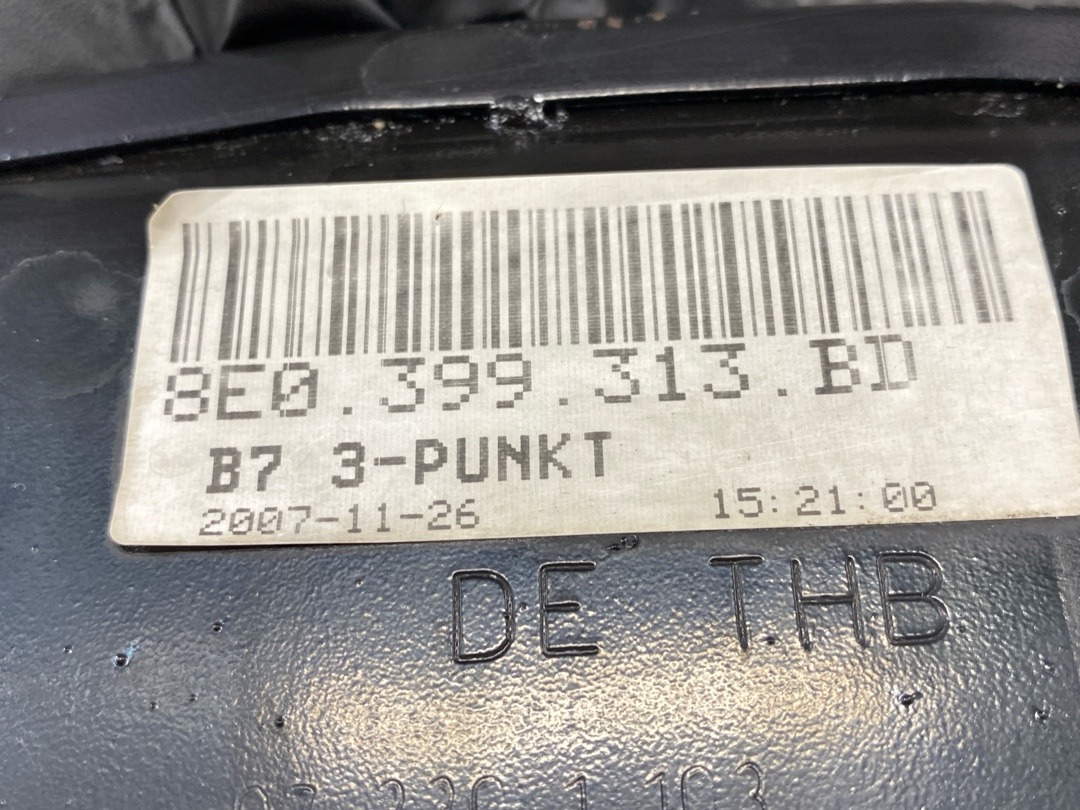 8E0.399.313.BD
B7 3-PUNKT
2007-11-26 15:21:00
DE THB